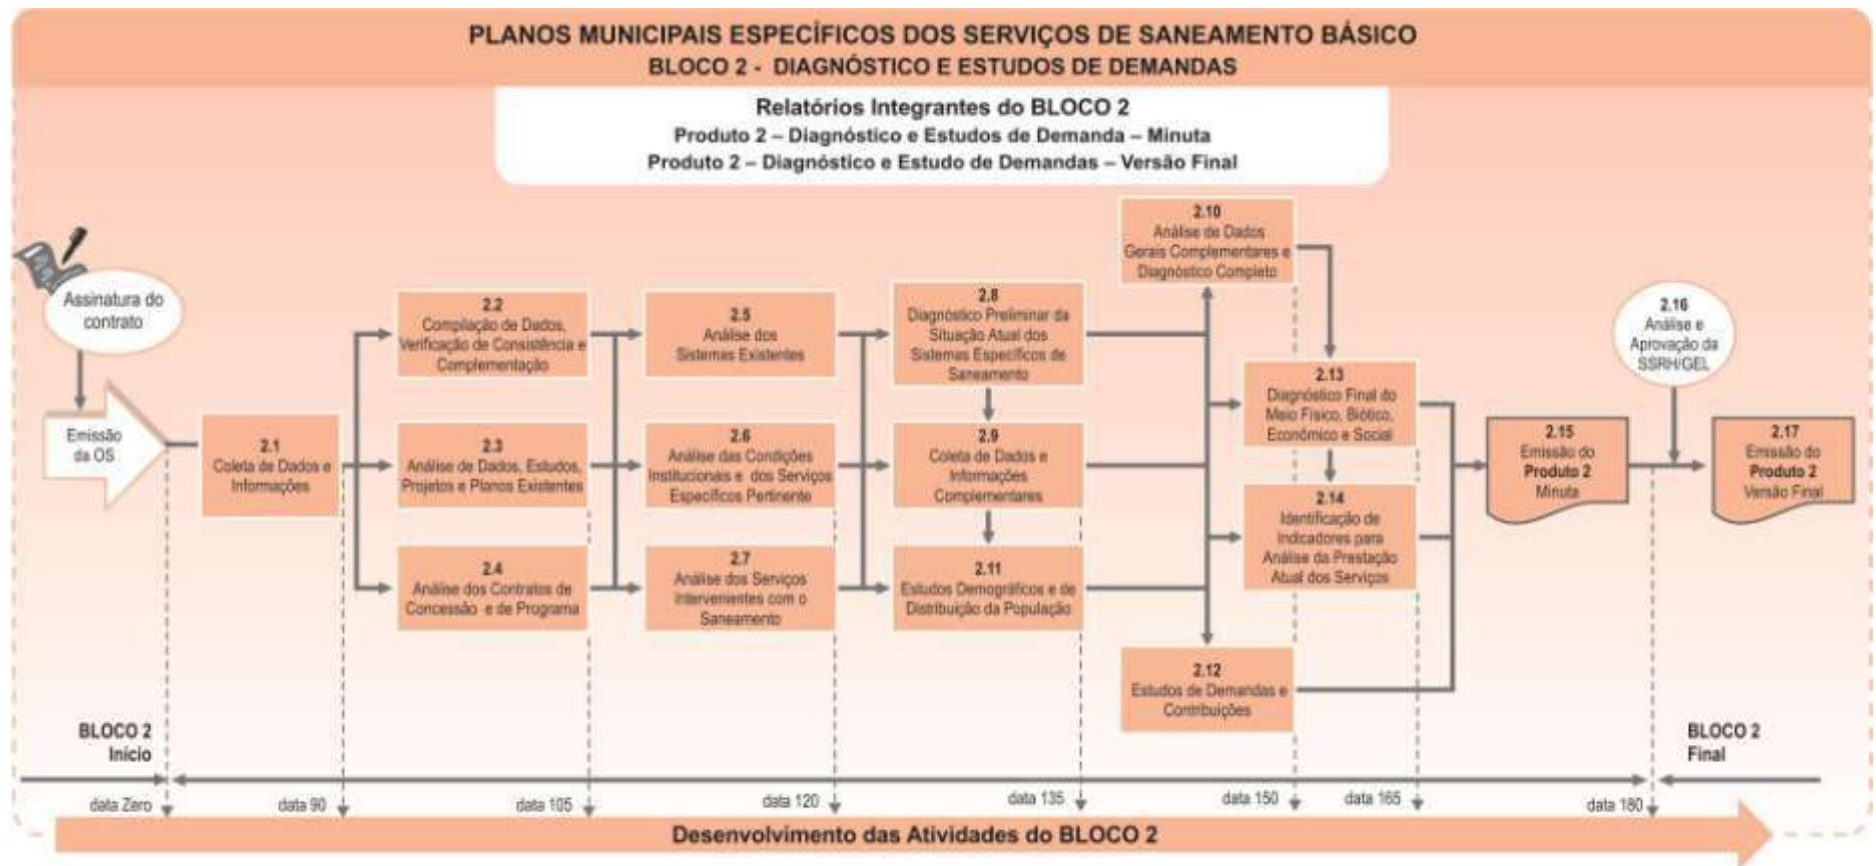 PLANOS MUNICIPAIS ESPECÍFICOS DOS SERVIÇOS DE SANEAMENTO BÁSICO
BLOCO 2 - DIAGNÓSTICO E ESTUDOS DE DEMANDAS
Relatórios Integrantes do BLOCO 2
Produto 2 – Diagnóstico e Estudos de Demanda – Minuta
Produto 2 – Diagnóstico e Estudo de Demandas – Versão Final
Assinatura do
contrato
Emissão
da OS
2.1
Coleta de Dados e
Informações
2.2
Compilação de Dados,
Verificação de Consistência e
Complementação
2.3
Análise de Dados, Estudos,
Projetos e Planos Existentes
2.4
Análise dos Contratos de
Concessão e de Programa
2.5
Análise dos
Sistemas Existentes
2.6
Análise das Condições
Institucionais e dos Serviços
Específicos Pertinente
2.7
Análise dos Serviços
Intervenientes com o
Saneamento
2.8
Diagnóstico Preliminar da
Situação Atual dos
Sistemas Específicos de
Saneamento
2.9
Coleta de Dados e
Informações
Complementares
2.11
Estudos Demográficos e de
Distribuição da População
2.10
Análise de Dados
Gerais Complementares e
Diagnóstico Completo
2.13
Diagnóstico Final do
Meio Físico, Biótico,
Econômico e Social
2.14
Identificação de
Indicadores para
Análise da Prestação
Atual dos Serviços
2.12
Estudos de Demandas e
Contribuições
2.15
Emissão do
Produto 2
Minuta
2.16
Análise e
Aprovação da
SSRH/GEL
2.17
Emissão do
Produto 2
Versão Final
BLOCO 2
Início
BLOCO 2
Final
data Zero
data 90
data 105
data 120
data 135
data 150
data 165
data 180
Desenvolvimento das Atividades do BLOCO 2